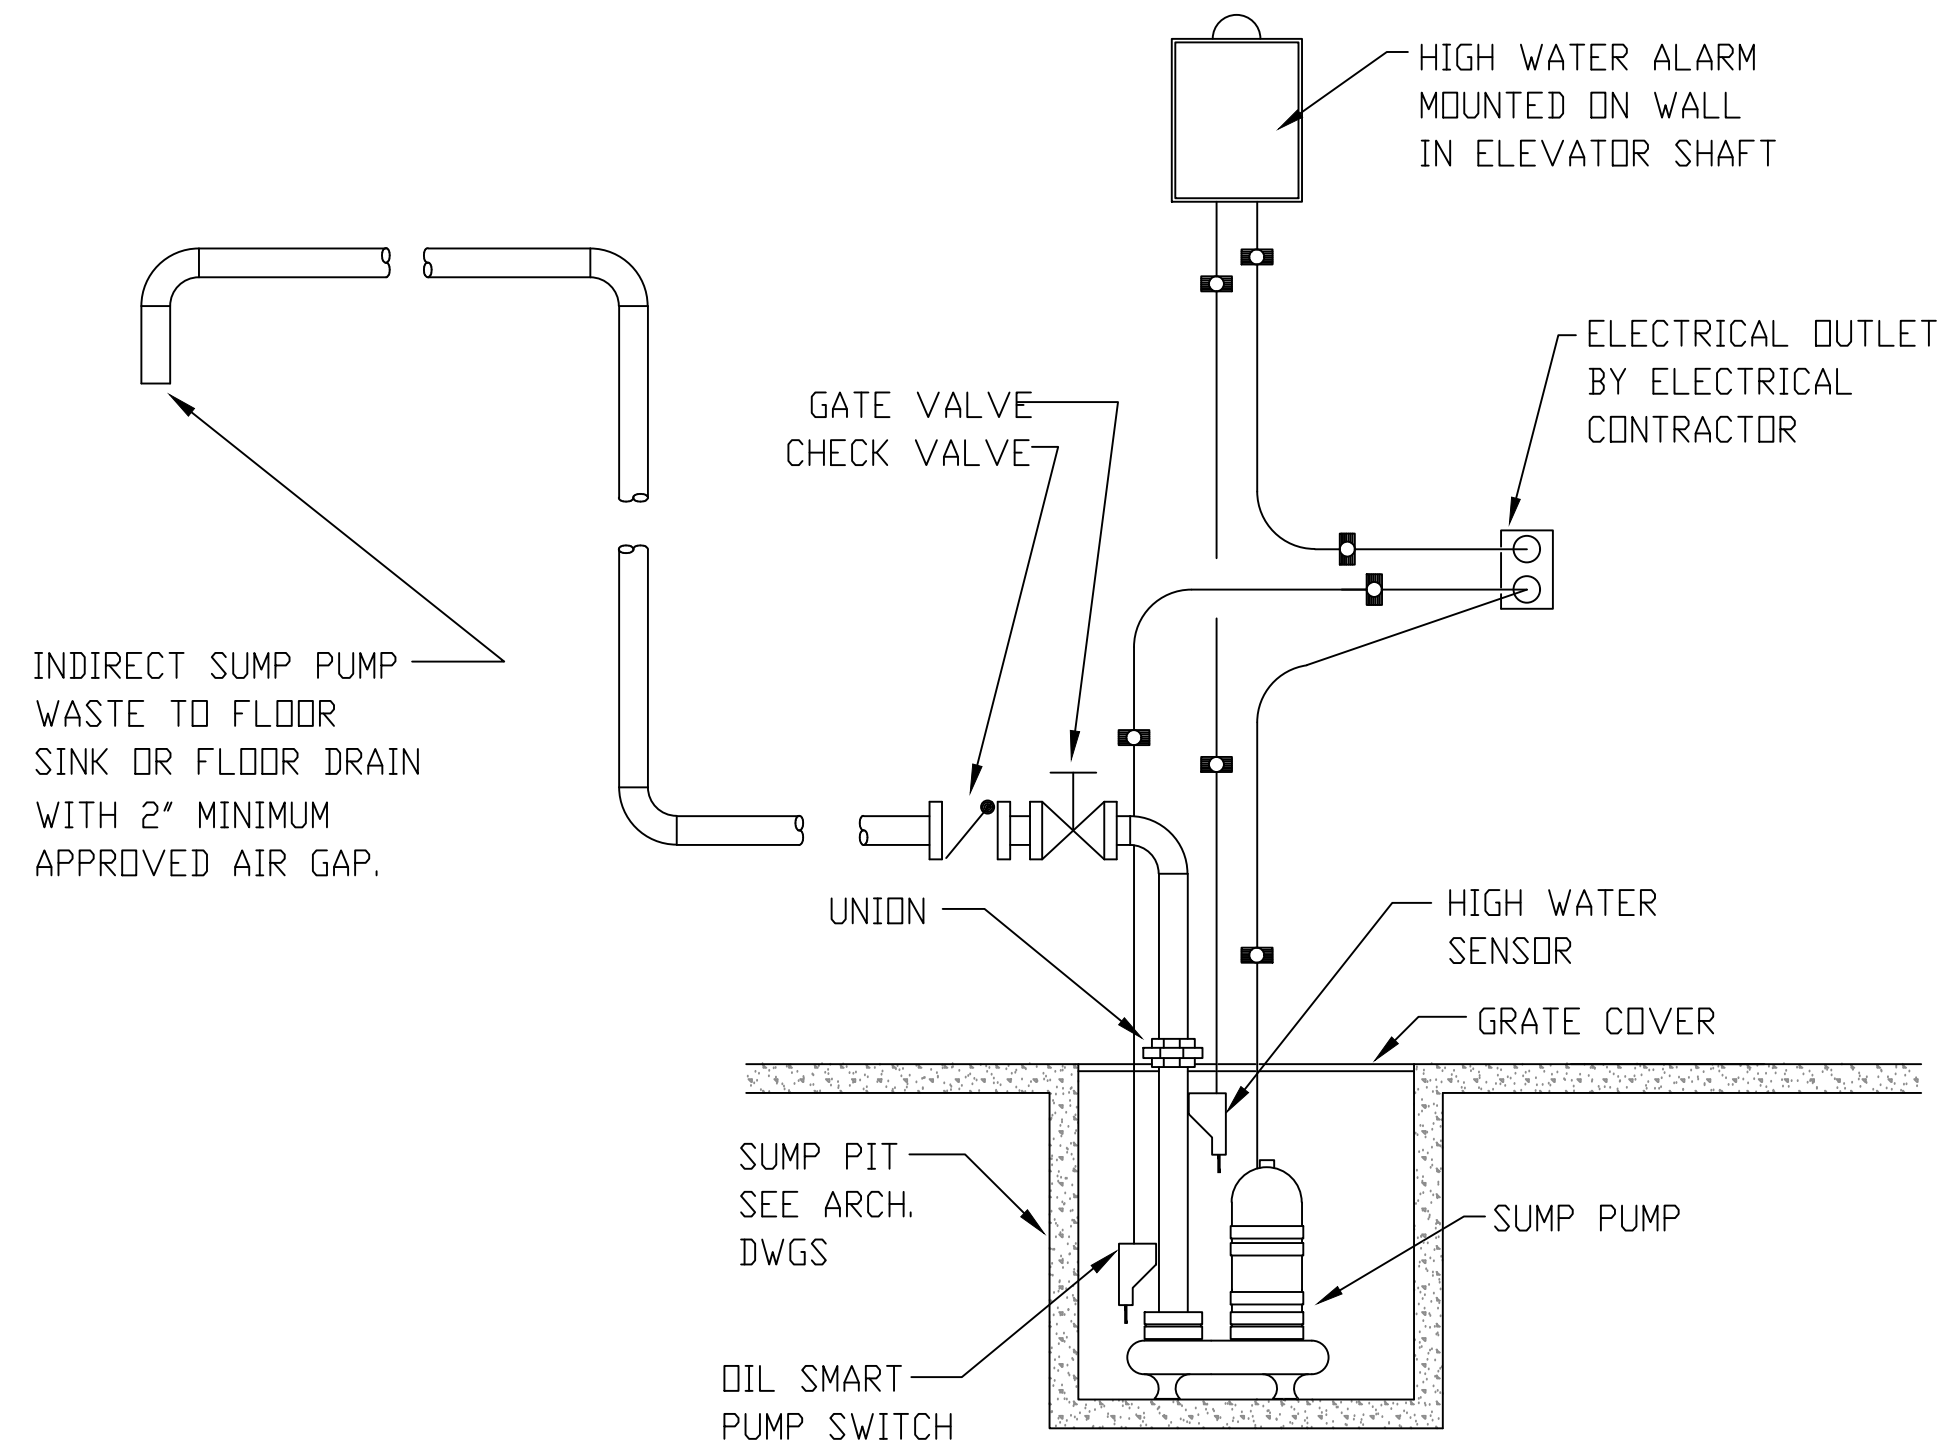 HIGH WATER ALARM
MOUNTED ON WALL
IN ELEVATOR SHAFT
ELECTRICAL OUTLET
BY ELECTRICAL
CONTRACTOR
GATE VALVE
CHECK VALVE
INDIRECT SUMP PUMP
WASTE TO FLOOR
SINK OR FLOOR DRAIN
WITH 2" MINIMUM
APPROVED AIR GAP.
UNION
HIGH WATER
SENSOR
GRATE COVER
SUMP PIT
SEE ARCH.
DWGS
SUMP PUMP
OIL SMART
PUMP SWITCH